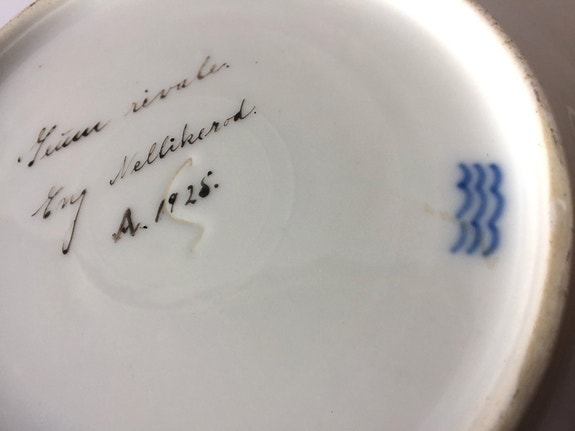 Geum rivale.
Eng Nellikerod.
A. 1925.